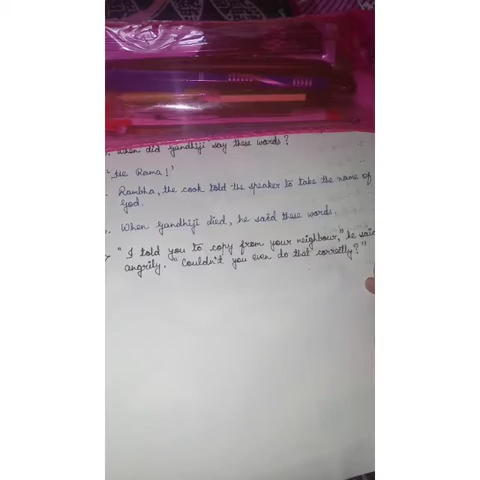 When did Gandhiji say these words?
'He Rama!'
Rambha, the cook told the speaker to take the name of
God.
When Gandhiji died, he said these words.
"I told you to copy from your neighbour," he said
angrily. "Couldn't you even do that correctly?"